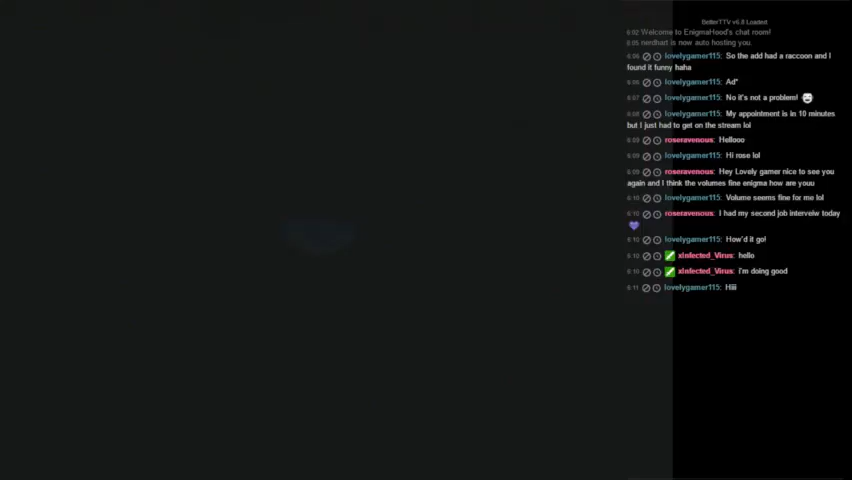 BetterTTV v6.8 Loaded
6:02 Welcome to EnigmaHood's chat room!
6:05 nerdhart is now auto hosting you.
6:06 lovelygamer115: So the add had a raccoon and I
found it funny haha
6:06 lovelygamer115: Ad*
6:07 lovelygamer115: No it's not a problem!
6:08 lovelygamer115: My appointment is in 10 minutes
but I just had to get on the stream lol
6:09 roseravenous: Hellooo
6:09 lovelygamer115: Hi rose lol
6:09 roseravenous: Hey Lovely gamer nice to see you
again and I think the volumes fine enigma how are youu
6:10 lovelygamer115: Volume seems fine for me lol
6:10 roseravenous: I had my second job interveiw today
6:10 lovelygamer115: How'd it go!
6:10 xInfected_Virus: hello
6:10 xInfected_Virus: i'm doing good
6:11 lovelygamer115: Hiii